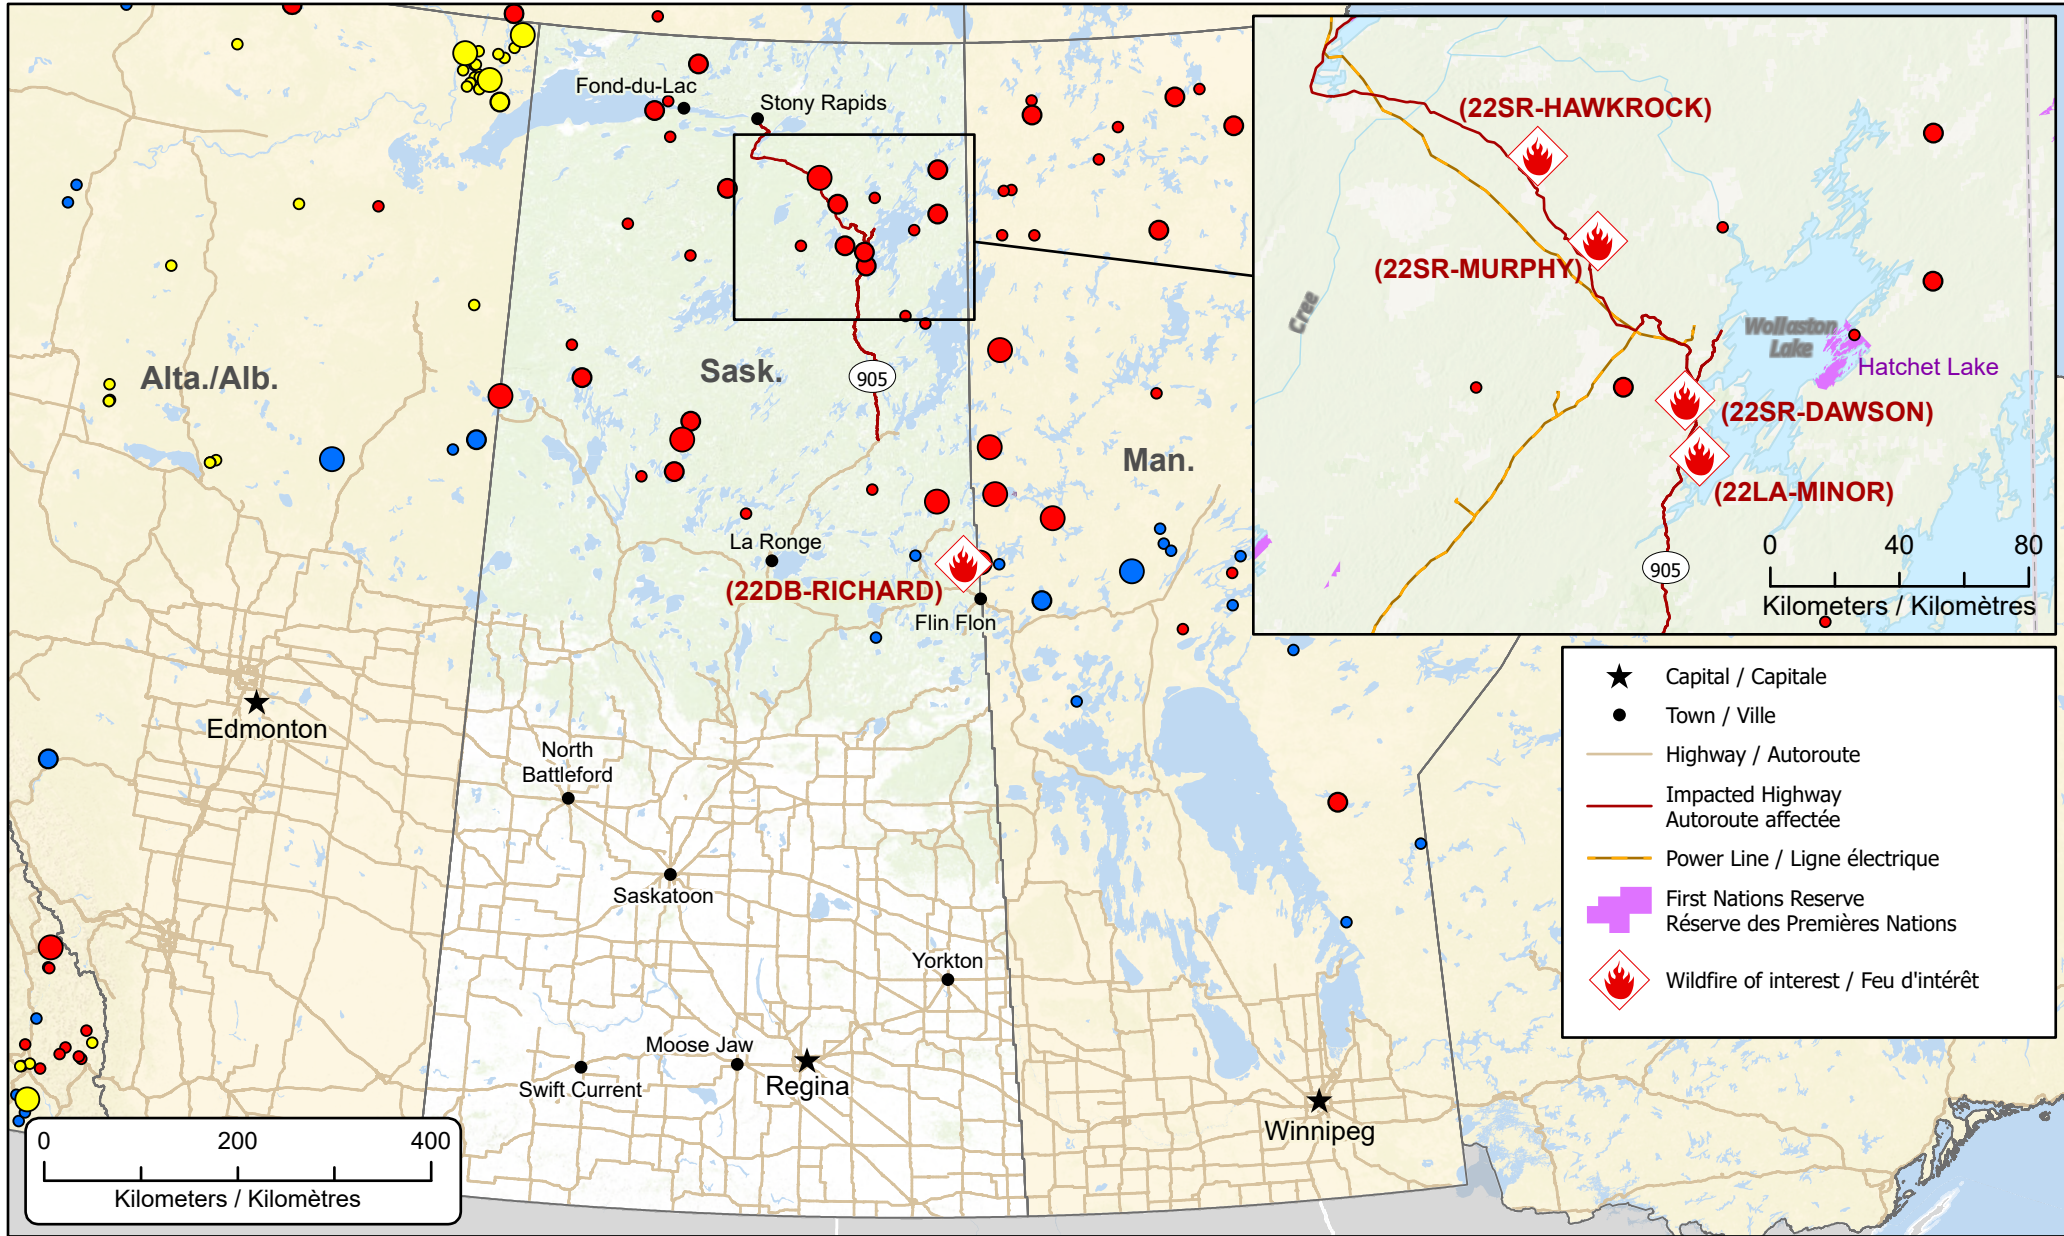 Fond-du-Lac
Stony Rapids
Alta./Alb.
Sask.
905
Man.
La Ronge
(22DB-RICHARD)
Flin Flon
Edmonton
North
Battleford
Saskatoon
Yorkton
Moose Jaw
Regina
Swift Current
Winnipeg
0 200 400
Kilometers / Kilomètres
(22SR-HAWKROCK)
(22SR-MURPHY)
Cree
Wollaston
Lake
Hatchet Lake
(22SR-DAWSON)
(22LA-MINOR)
905
0 40 80
Kilometers / Kilomètres
Capital / Capitale
Town / Ville
Highway / Autoroute
Impacted Highway
Autoroute affectée
Power Line / Ligne électrique
First Nations Reserve
Réserve des Premières Nations
Wildfire of interest / Feu d'intérêt